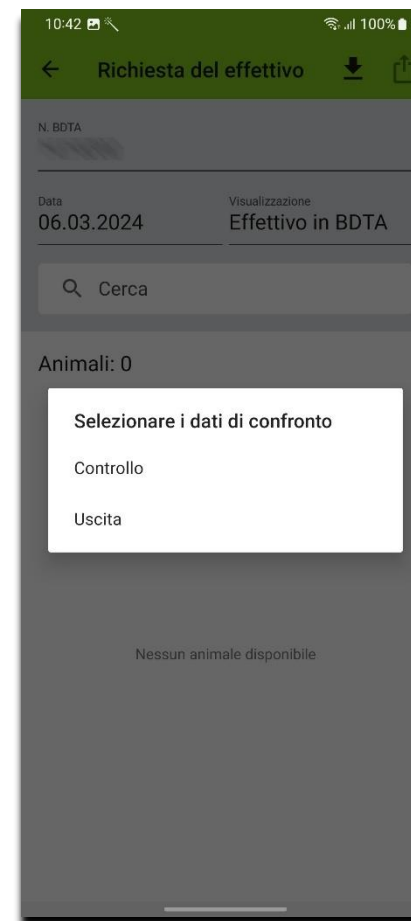 10:42 100%
Richiesta del effettivo
N. BDTA
Data Visualizzazione
06.03.2024 Effettivo in BDTA
Cerca
Animali: 0
Selezionare i dati di confronto
Controllo
Uscita
Nessun animale disponibile